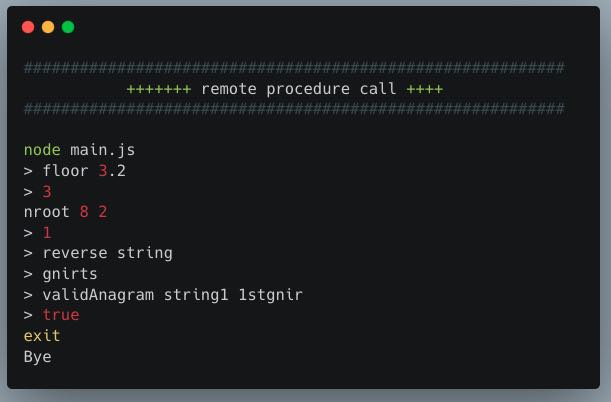 ##########################################################
+++++++ remote procedure call ++++
##########################################################
node main.js
> floor 3.2
> 3
nroot 8 2
> 1
> reverse string
> gnirts
> validAnagram string1 1stgnir
> true
exit
Bye